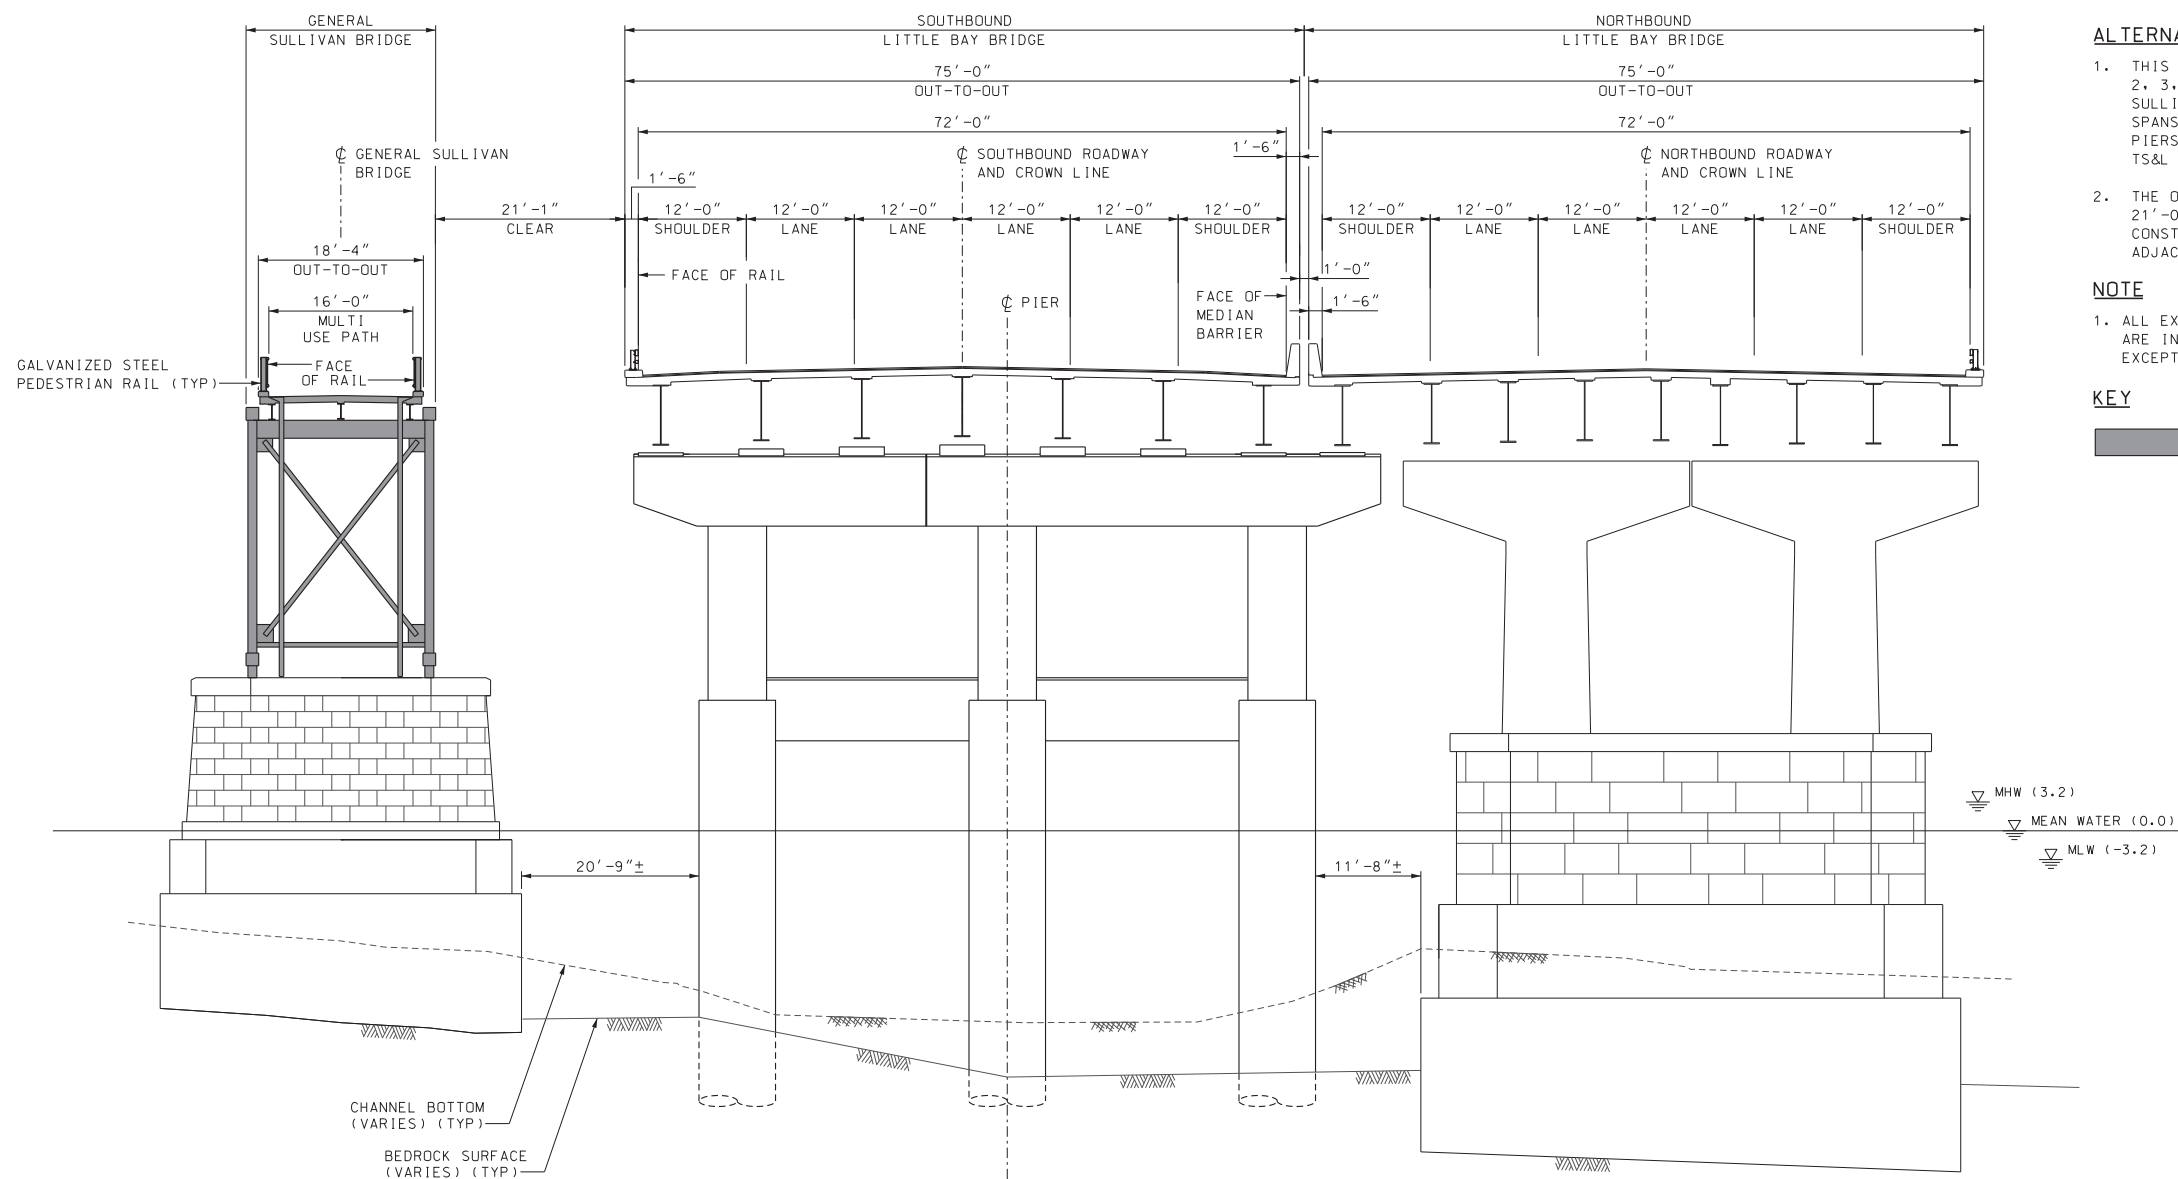 GENERAL
SULLIVAN BRIDGE
SOUTHBOUND
LITTLE BAY BRIDGE
NORTHBOUND
LITTLE BAY BRIDGE
75'-0"
OUT-TO-OUT
75'-0"
OUT-TO-OUT
72'-0"
72'-0"
℄ GENERAL SULLIVAN
BRIDGE
℄ SOUTHBOUND ROADWAY
AND CROWN LINE
1'-6"
℄ NORTHBOUND ROADWAY
AND CROWN LINE
1'-6"
21'-1"
CLEAR
12'-0"
SHOULDER
12'-0"
LANE
12'-0"
LANE
12'-0"
LANE
12'-0"
LANE
12'-0"
SHOULDER
12'-0"
SHOULDER
12'-0"
LANE
12'-0"
LANE
12'-0"
LANE
12'-0"
LANE
12'-0"
SHOULDER
18'-4"
OUT-TO-OUT
FACE OF RAIL
1'-0"
16'-0"
MULTI
USE PATH
℄ PIER
FACE OF
MEDIAN
BARRIER
1'-6"
GALVANIZED STEEL
PEDESTRIAN RAIL (TYP)
FACE
OF RAIL
20'-9"±
11'-8"±
MHW (3.2)
MEAN WATER (0.0)
MLW (-3.2)
CHANNEL BOTTOM
(VARIES) (TYP)
BEDROCK SURFACE
(VARIES) (TYP)
ALTERNA
1. THIS
2, 3,
SULLI
SPANS
PIERS
TS&L
2. THE O
21'-0
CONST
ADJAC
NOTE
1. ALL EX
ARE IN
EXCEPT
KEY